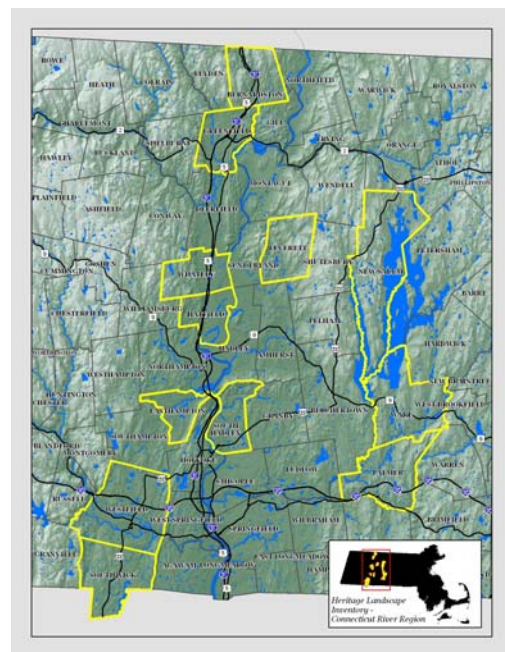 ROWE
HEATH
COLRAIN
LEYDEN
BERNARDSTON
NORTHFIELD
WARWICK
ROYALSTON
CHARLEMONT
SHELBURNE
GREENFIELD
GILL
ERVING
ORANGE
ATHOL
HAWLEY
BUCKLAND
MONTAGUE
WENDELL
PHILLIPSTON
PLAINFIELD
ASHFIELD
CONWAY
DEERFIELD
LEVERETT
SHUTESBURY
NEW SALEM
PETERSHAM
CUMMINGTON
GOSHEN
WHATELY
SUNDERLAND
BARRE
CHESTERFIELD
WILLIAMSBURG
HATFIELD
PELHAM
HARDWICK
WORTHINGTON
WESTHAMPTON
NORTHAMPTON
HADLEY
AMHERST
NEW BRAINTREE
HUNTINGTON
CHESTER
EASTHAMPTON
SOUTH HADLEY
GRANBY
BELCHERTOWN
WARE
WEST BROOKFIELD
SOUTHAMPTON
BLANDFORD
MONTGOMERY
HOLYOKE
LUDLOW
PALMER
WARREN
RUSSELL
WESTFIELD
CHICOPEE
WEST SPRINGFIELD
SPRINGFIELD
WILBRAHAM
BRIMFIELD
GRANVILLE
SOUTHWICK
AGAWAM
LONGMEADOW
EAST LONGMEADOW
HAMP
Heritage Landscape
Inventory -
Connecticut River Region